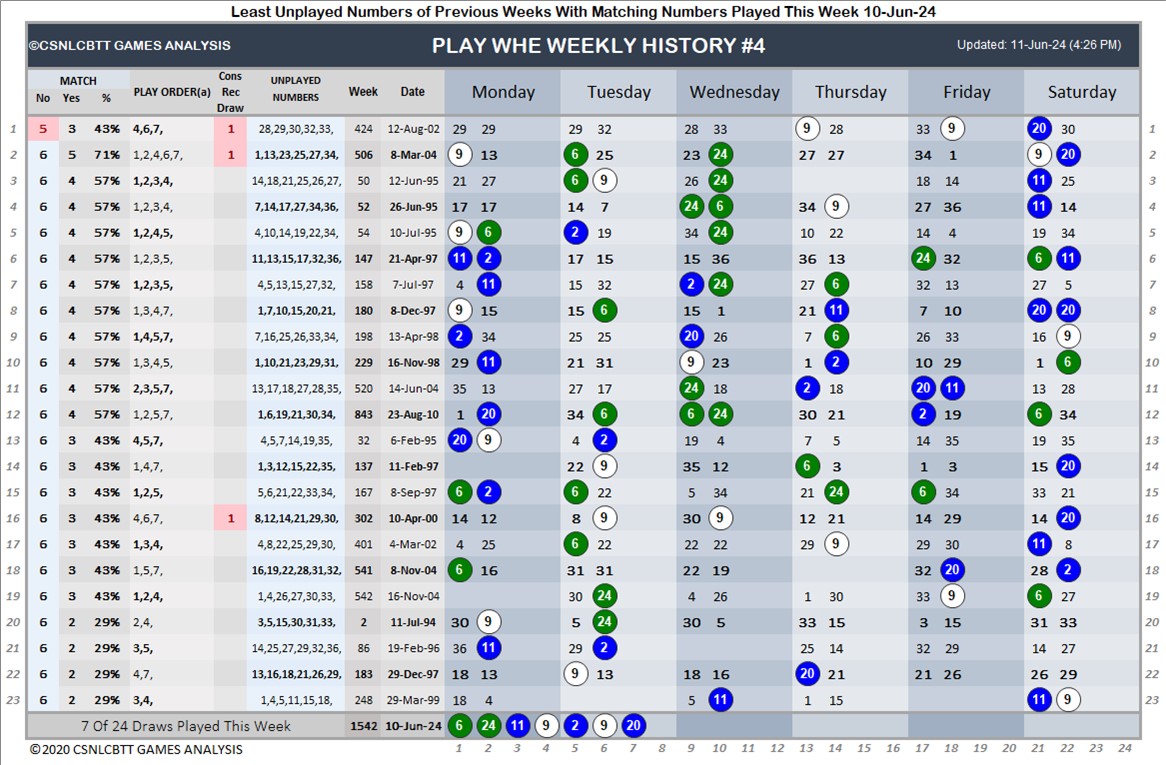 Least Unplayed Numbers of Previous Weeks With Matching Numbers Played This Week 10-Jun-24
©CSNLCBTT GAMES ANALYSIS PLAY WHE WEEKLY HISTORY #4 Updated: 11-Jun-24 (4:26 PM)
MATCH PLAY ORDER(a) Cons Rec Draw UNPLAYED NUMBERS Week Date Monday Tuesday Wednesday Thursday Friday Saturday
No Yes %
1 5 3 43% 4,6,7, 1 28,29,30,32,33, 424 12-Aug-02 29 29 29 32 28 33 9 28 33 9 20 30 1
2 6 5 71% 1,2,4,6,7, 1 1,13,23,25,27,34, 506 8-Mar-04 9 13 6 25 23 24 27 27 34 1 9 20 2
3 6 4 57% 1,2,3,4, 14,18,21,25,26,27, 50 12-Jun-95 21 27 6 9 26 24 18 14 11 25 3
4 6 4 57% 1,2,3,4, 7,14,17,27,34,36, 52 26-Jun-95 17 17 14 7 24 6 34 9 27 36 11 14 4
5 6 4 57% 1,2,4,5, 4,10,14,19,22,34, 54 10-Jul-95 9 6 2 19 34 24 10 22 14 4 19 34 5
6 6 4 57% 1,2,3,5, 11,13,15,17,32,36, 147 21-Apr-97 11 2 17 15 15 36 36 13 24 32 6 11 6
7 6 4 57% 1,2,3,5, 4,5,13,15,27,32, 158 7-Jul-97 4 11 15 32 2 24 27 6 32 13 27 5 7
8 6 4 57% 1,3,4,7, 1,7,10,15,20,21, 180 8-Dec-97 9 15 15 6 15 1 21 11 7 10 20 20 8
9 6 4 57% 1,4,5,7, 7,16,25,26,33,34, 198 13-Apr-98 2 34 25 25 20 26 7 6 26 33 16 9 9
10 6 4 57% 1,3,4,5, 1,10,21,23,29,31, 229 16-Nov-98 29 11 21 31 9 23 1 2 10 29 1 6 10
11 6 4 57% 2,3,5,7, 13,17,18,27,28,35, 520 14-Jun-04 35 13 27 17 24 18 2 18 20 11 13 28 11
12 6 4 57% 1,2,5,7, 1,6,19,21,30,34, 843 23-Aug-10 1 20 34 6 6 24 30 21 2 19 6 34 12
13 6 3 43% 4,5,7, 4,5,7,14,19,35, 32 6-Feb-95 20 9 4 2 19 4 7 5 14 35 19 35 13
14 6 3 43% 1,4,7, 1,3,12,15,22,35, 137 11-Feb-97 22 9 35 12 6 3 1 3 15 20 14
15 6 3 43% 1,2,5, 5,6,21,22,33,34, 167 8-Sep-97 6 2 6 22 5 34 21 24 6 34 33 21 15
16 6 3 43% 4,6,7, 1 8,12,14,21,29,30, 302 10-Apr-00 14 12 8 9 30 9 12 21 14 29 14 20 16
17 6 3 43% 1,3,4, 4,8,22,25,29,30, 401 4-Mar-02 4 25 6 22 22 22 29 9 29 30 11 8 17
18 6 3 43% 1,5,7, 16,19,22,28,31,32, 541 8-Nov-04 6 16 31 31 22 19 32 20 28 2 18
19 6 3 43% 1,2,4, 1,4,26,27,30,33, 542 16-Nov-04 30 24 4 26 1 30 33 9 6 27 19
20 6 2 29% 2,4, 3,5,15,30,31,33, 2 11-Jul-94 30 9 5 24 30 5 33 15 3 15 31 33 20
21 6 2 29% 3,5, 14,25,27,29,32,36, 86 19-Feb-96 36 11 29 2 25 14 32 29 14 27 21
22 6 2 29% 4,7, 13,16,18,21,26,29, 183 29-Dec-97 18 13 9 13 18 16 20 21 21 26 26 29 22
23 6 2 29% 3,4, 1,4,5,11,15,18, 248 29-Mar-99 18 4 5 11 1 15 11 9 23
7 Of 24 Draws Played This Week 1542 10-Jun-24 6 24 11 9 2 9 20
© 2020 CSNLCBTT GAMES ANALYSIS 1 2 3 4 5 6 7 8 9 10 11 12 13 14 15 16 17 18 19 20 21 22 23 24